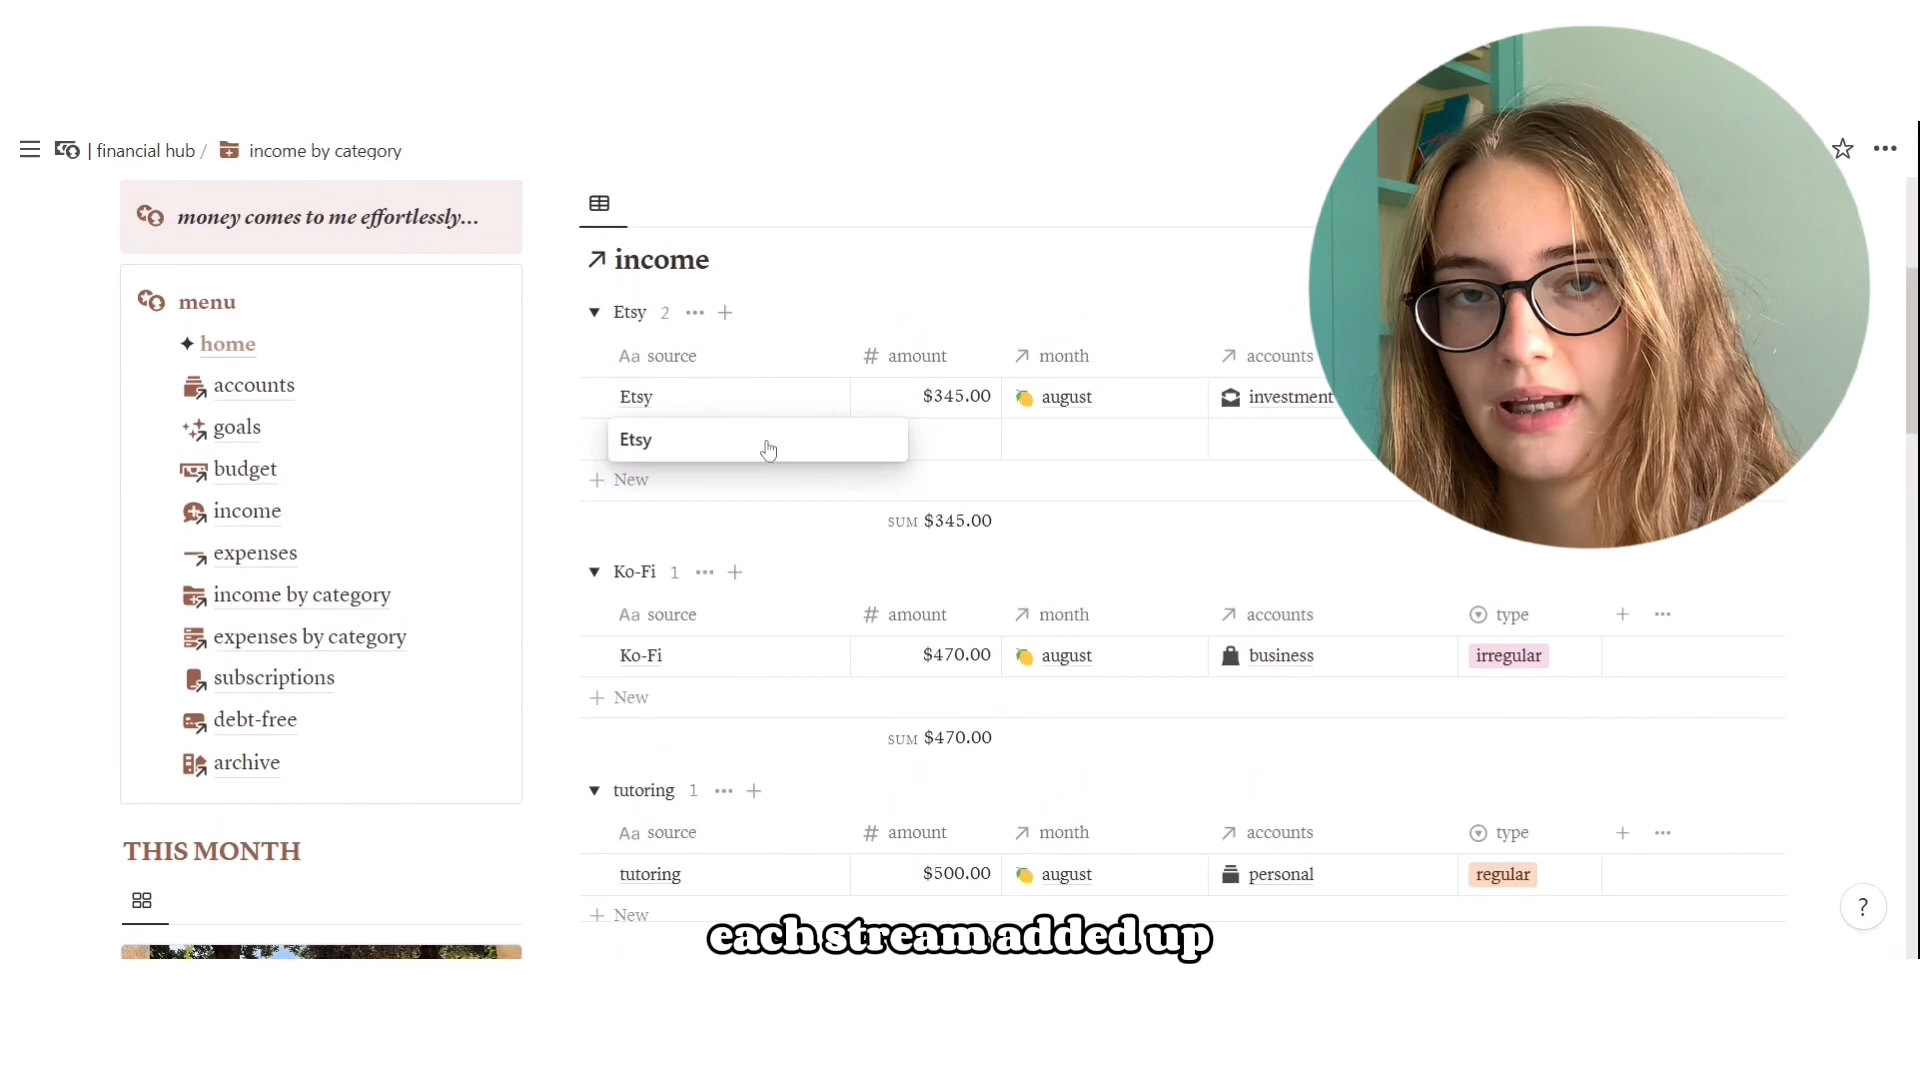 | financial hub / income by category
money comes to me effortlessly...
menu
home
accounts
goals
budget
income
expenses
income by category
expenses by category
subscriptions
debt-free
archive
THIS MONTH
income
Etsy 2
Aa source # amount month accounts
Etsy $345.00 august investment
Etsy
New
SUM $345.00
Ko-Fi 1
Aa source # amount month accounts type
Ko-Fi $470.00 august business irregular
New
SUM $470.00
tutoring 1
Aa source # amount month accounts type
tutoring $500.00 august personal regular
New
each stream added up
?